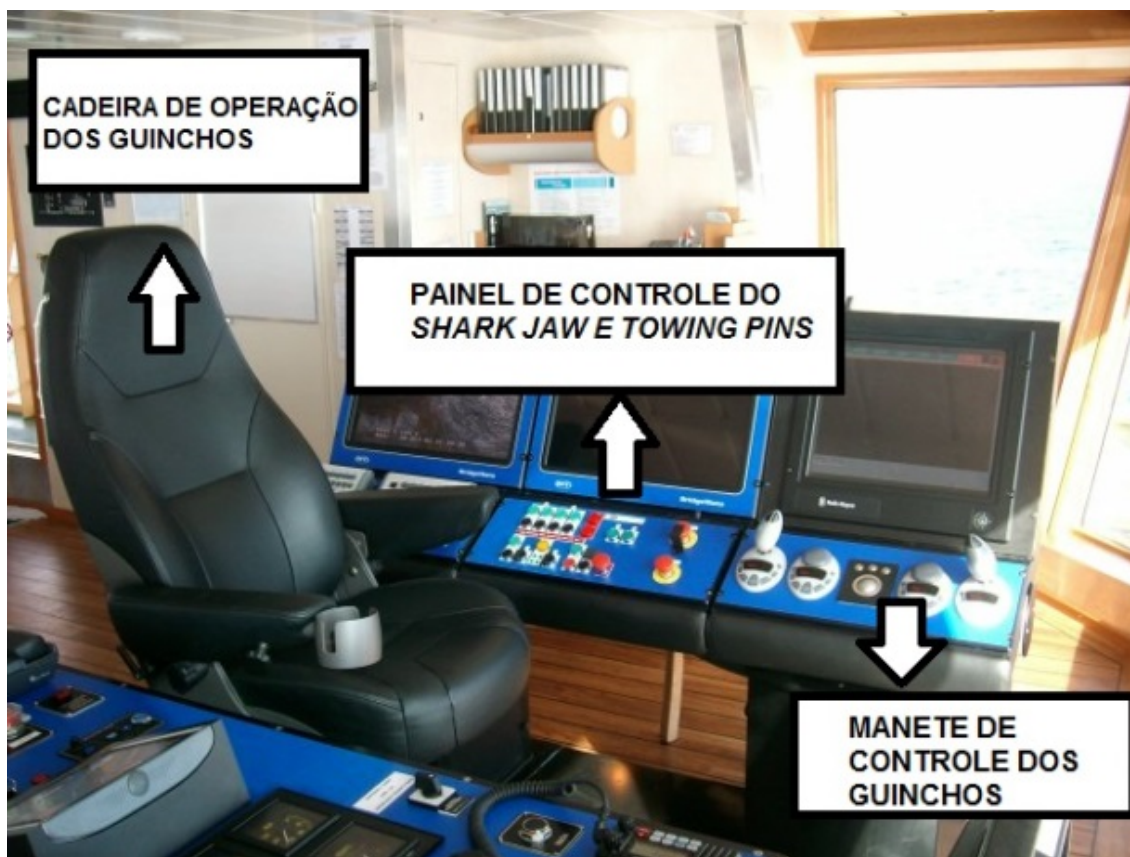 CADEIRA DE OPERAÇÃO
DOS GUINCHOS
PAINEL DE CONTROLE DO
SHARK JAW E TOWING PINS
MANETE DE
CONTROLE DOS
GUINCHOS